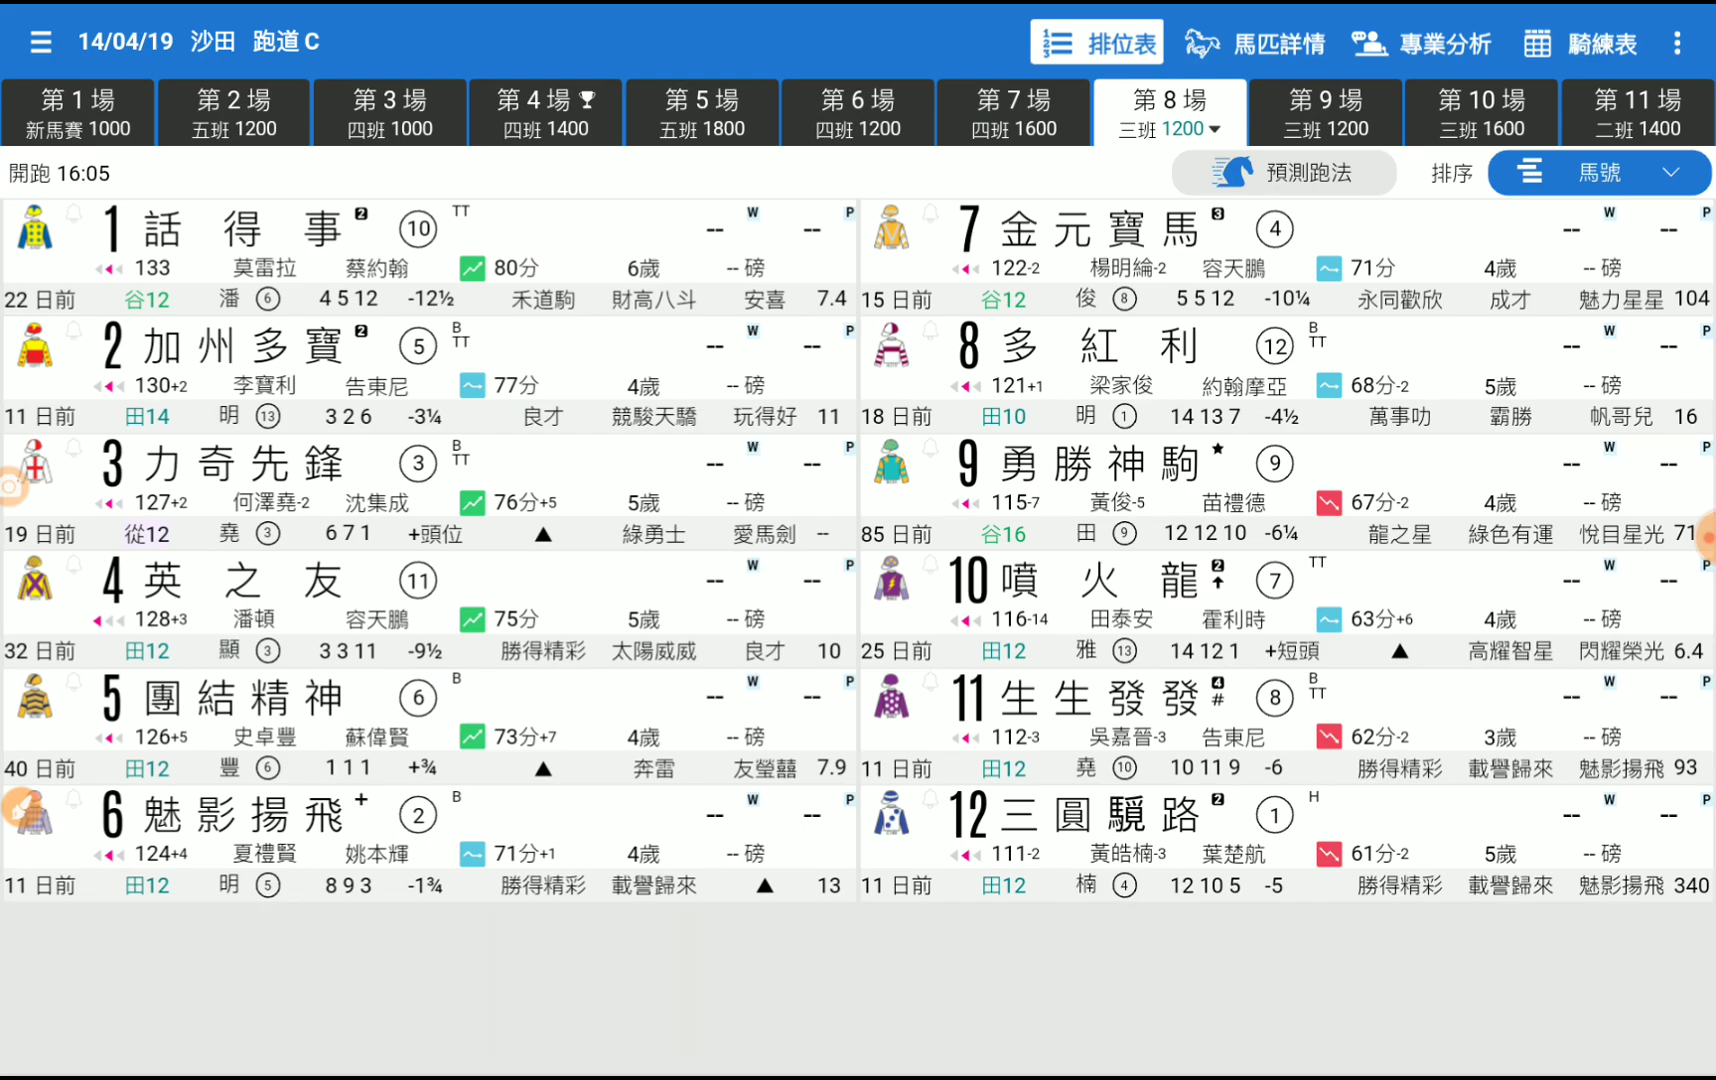 14/04/19 沙田 跑道 C
排位表 馬匹詳情 專業分析 騎練表
第 1 場 第 2 場 第 3 場 第 4 場 第 5 場 第 6 場 第 7 場 第 8 場 第 9 場 第 10 場 第 11 場
新馬賽 1000 五班 1200 四班 1000 四班 1400 五班 1800 四班 1200 四班 1600 三班 1200 三班 1200 三班 1600 二班 1400
開跑 16:05 預測跑法 排序 馬號
1 話得事 2 10 TT -- W -- P
133 莫雷拉 蔡約翰 80分 6歲 -- 磅
22 日前 谷12 潘 6 4 5 12 -12½ 禾道駒 財高八斗 安喜 7.4
2 加州多寶 2 5 B TT -- W -- P
130+2 李寶利 告東尼 77分 4歲 -- 磅
11 日前 田14 明 13 3 2 6 -3¼ 良才 競駿天驕 玩得好 11
3 力奇先鋒 3 B TT -- W -- P
127+2 何澤堯-2 沈集成 76分+5 5歲 -- 磅
19 日前 從12 堯 3 6 7 1 +頭位 ▲ 綠勇士 愛馬劍 --
4 英之友 11 -- W -- P
128+3 潘頓 容天鵬 75分 5歲 -- 磅
32 日前 田12 顯 3 3 3 11 -9½ 勝得精彩 太陽威威 良才 10
5 團結精神 6 B -- W -- P
126+5 史卓豐 蘇偉賢 73分+7 4歲 -- 磅
40 日前 田12 豐 6 1 1 1 +¾ ▲ 奔雷 友瑩囍 7.9
6 魅影揚飛 + 2 B -- W -- P
124+4 夏禮賢 姚本輝 71分+1 4歲 -- 磅
11 日前 田12 明 5 8 9 3 -1¾ 勝得精彩 載譽歸來 ▲ 13
7 金元寶馬 3 4 -- W -- P
122-2 楊明綸-2 容天鵬 71分 4歲 -- 磅
15 日前 谷12 俊 8 5 5 12 -10¼ 永同歡欣 成才 魅力星星 104
8 多紅利 12 B TT -- W -- P
121+1 梁家俊 約翰摩亞 68分-2 5歲 -- 磅
18 日前 田10 明 1 14 13 7 -4½ 萬事叻 霸勝 帆哥兒 16
9 勇勝神駒 ★ 9 -- W -- P
115-7 黃俊-5 苗禮德 67分-2 4歲 -- 磅
85 日前 谷16 田 9 12 12 10 -6¼ 龍之星 綠色有運 悅目星光 71
10 噴火龍 2 7 TT -- W -- P
116-14 田泰安 霍利時 63分+6 4歲 -- 磅
25 日前 田12 雅 13 14 12 1 +短頭 ▲ 高耀智星 閃耀榮光 6.4
11 生生發發 4 # 8 B TT -- W -- P
112-3 吳嘉晉-3 告東尼 62分-2 3歲 -- 磅
11 日前 田12 堯 10 10 11 9 -6 勝得精彩 載譽歸來 魅影揚飛 93
12 三圓騘路 2 1 H -- W -- P
111-2 黃皓楠-3 葉楚航 61分-2 5歲 -- 磅
11 日前 田12 楠 4 12 10 5 -5 勝得精彩 載譽歸來 魅影揚飛 340